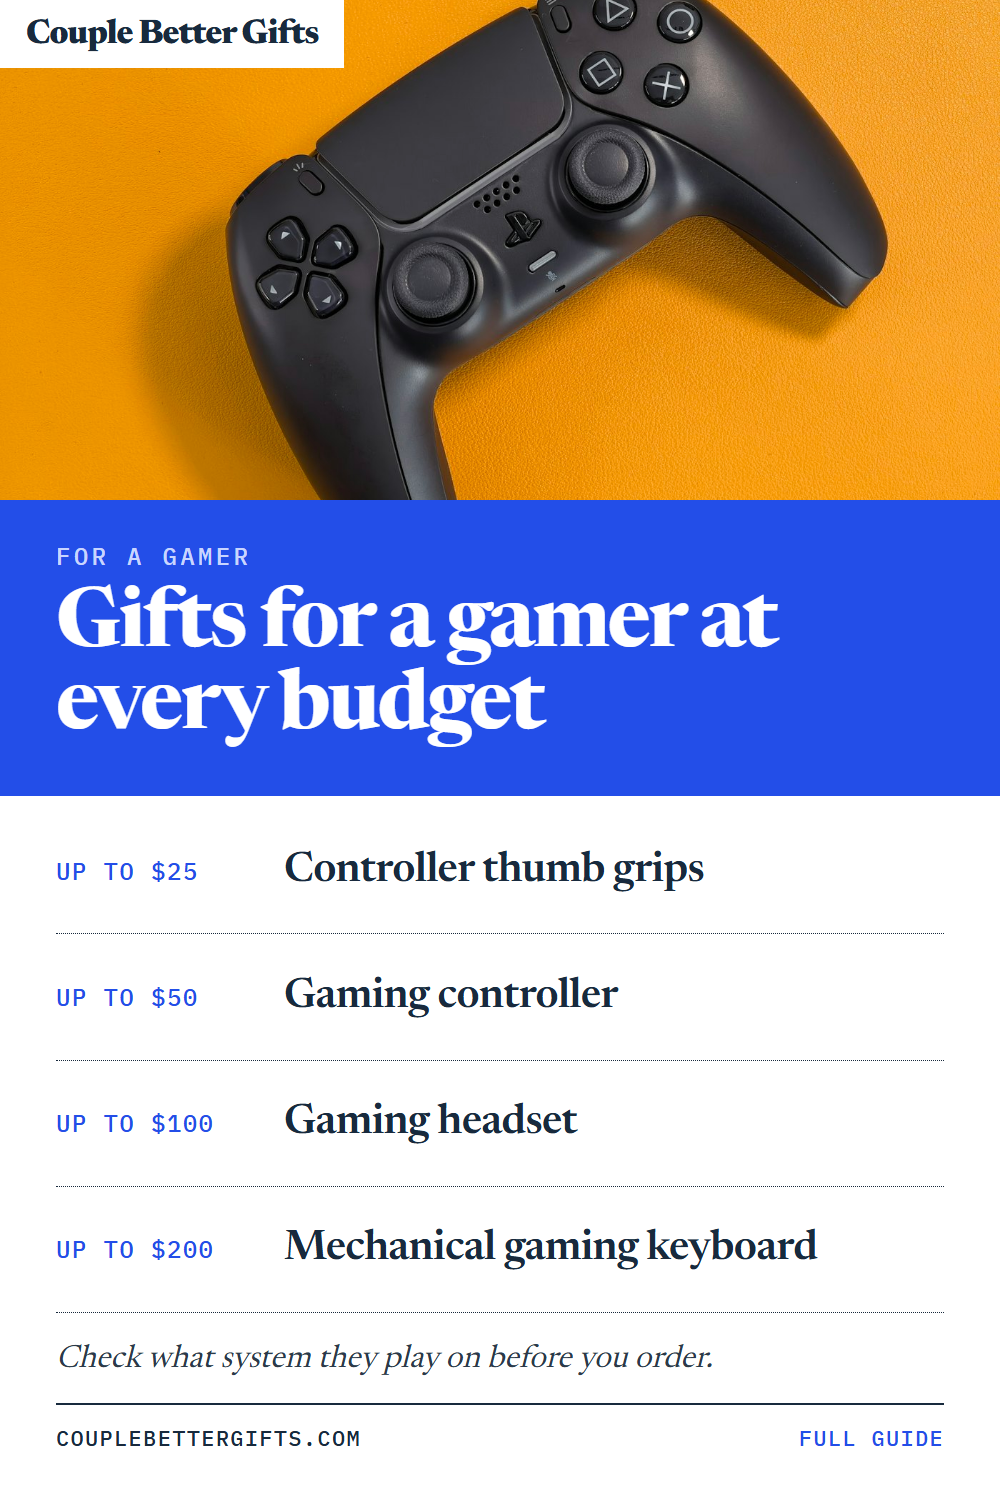 Couple Better Gifts
FOR A GAMER
Gifts for a gamer at
every budget
UP TO $25 Controller thumb grips
UP TO $50 Gaming controller
UP TO $100 Gaming headset
UP TO $200 Mechanical gaming keyboard
Check what system they play on before you order.
COUPLEBETTERGIFTS.COM FULL GUIDE